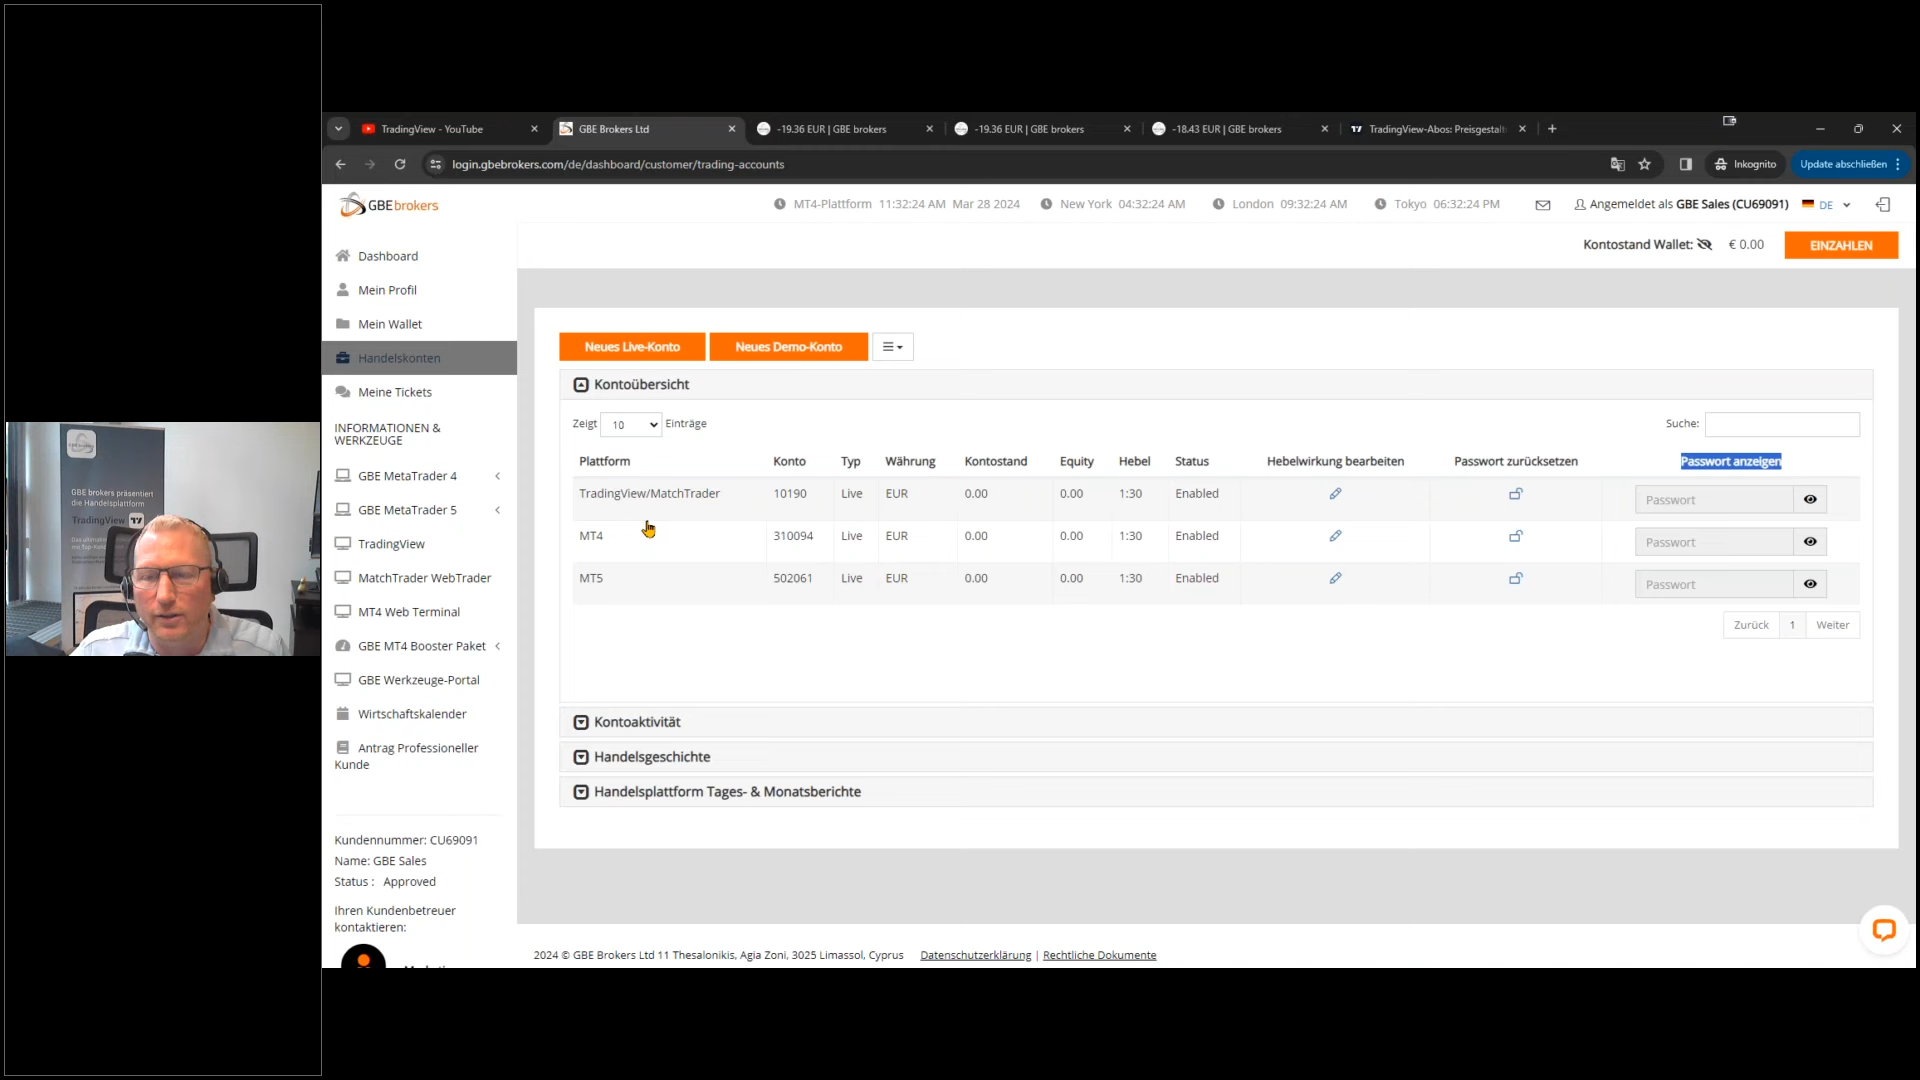 TradingView - YouTube
GBE Brokers Ltd
-19.36 EUR | GBE brokers
-19.36 EUR | GBE brokers
-18.43 EUR | GBE brokers
TradingView-Abos: Preisgestalt
login.gbebrokers.com/de/dashboard/customer/trading-accounts
Inkognito
Update abschließen
GBEbrokers
MT4-Plattform 11:32:24 AM Mar 28 2024
New York 04:32:24 AM
London 09:32:24 AM
Tokyo 06:32:24 PM
Angemeldet als GBE Sales (CU69091)
DE
Kontostand Wallet: € 0.00
EINZAHLEN
Dashboard
Mein Profil
Mein Wallet
Handelskonten
Meine Tickets
INFORMATIONEN &
WERKZEUGE
GBE MetaTrader 4
GBE MetaTrader 5
TradingView
MatchTrader WebTrader
MT4 Web Terminal
GBE MT4 Booster Paket
GBE Werkzeuge-Portal
Wirtschaftskalender
Antrag Professioneller
Kunde
Kundennummer: CU69091
Name: GBE Sales
Status : Approved
Ihren Kundenbetreuer
kontaktieren:
Neues Live-Konto
Neues Demo-Konto
Kontoübersicht
Zeigt 10 Einträge
Suche:
Plattform Konto Typ Währung Kontostand Equity Hebel Status Hebelwirkung bearbeiten Passwort zurücksetzen Passwort anzeigen
TradingView/MatchTrader 10190 Live EUR 0.00 0.00 1:30 Enabled Passwort
MT4 310094 Live EUR 0.00 0.00 1:30 Enabled Passwort
MT5 502061 Live EUR 0.00 0.00 1:30 Enabled Passwort
Zurück 1 Weiter
Kontoaktivität
Handelsgeschichte
Handelsplattform Tages- & Monatsberichte
2024 © GBE Brokers Ltd 11 Thessalonikis, Agia Zoni, 3025 Limassol, Cyprus Datenschutzerklärung | Rechtliche Dokumente
GBE brokers präsentiert
die Handelsplattform
TradingView